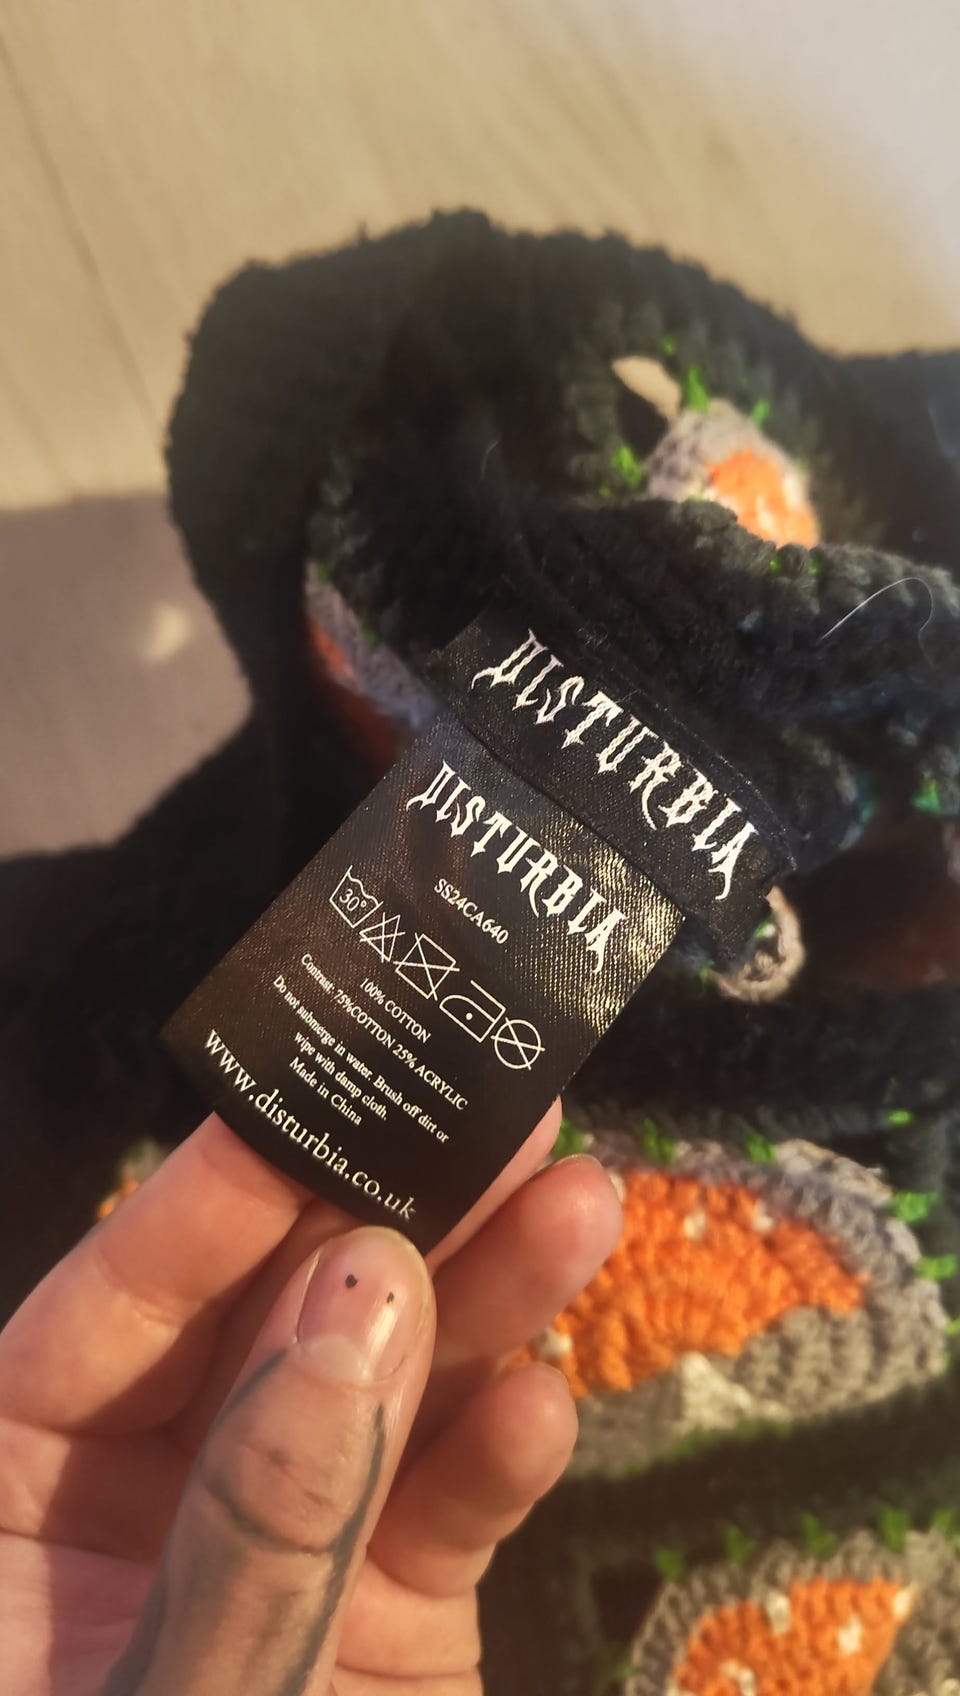 DISTURBIA
DISTURBIA
SS24CA640
30°
100% COTTON
Contrast: 75%COTTON 25% ACRYLIC
Do not submerge in water. Brush off dirt or
wipe with damp cloth.
Made in China
www.disturbia.co.uk